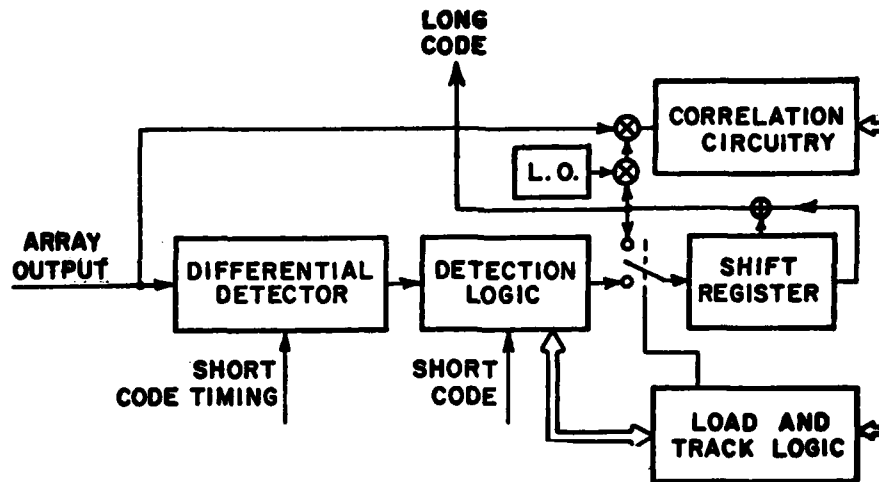 LONG
CODE
CORRELATION
CIRCUITRY
L. O.
ARRAY
OUTPUT
DIFFERENTIAL
DETECTOR
DETECTION
LOGIC
SHIFT
REGISTER
SHORT
CODE TIMING
SHORT
CODE
LOAD AND
TRACK LOGIC